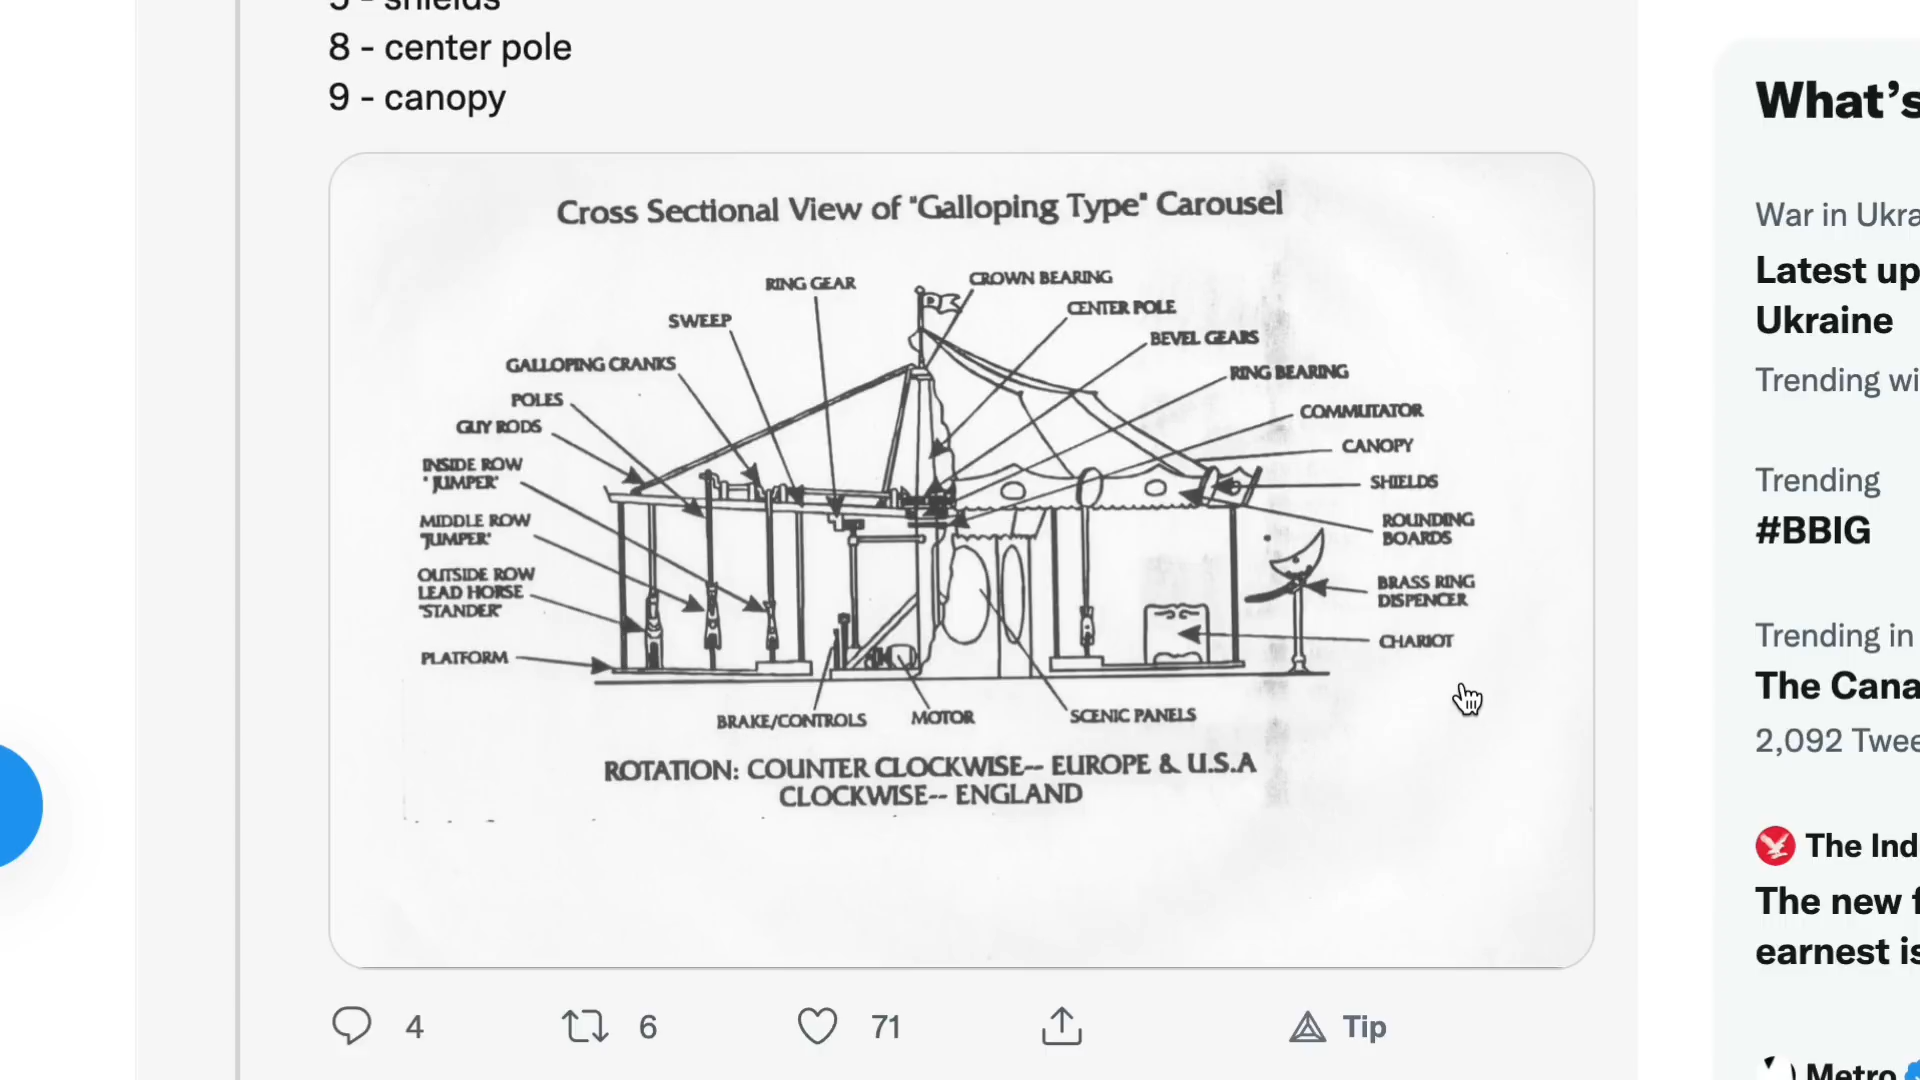 shields
8 - center pole
9 - canopy
Cross Sectional View of "Galloping Type" Carousel
RING GEAR
CROWN BEARING
SWEEP
CENTER POLE
BEVEL GEARS
GALLOPING CRANKS
RING BEARING
POLES
COMMUTATOR
GUY RODS
CANOPY
INSIDE ROW
"JUMPER"
SHIELDS
MIDDLE ROW
"JUMPER"
ROUNDING
BOARDS
OUTSIDE ROW
LEAD HORSE
"STANDER"
BRASS RING
DISPENCER
PLATFORM
CHARIOT
BRAKE/CONTROLS
MOTOR
SCENIC PANELS
ROTATION: COUNTER CLOCKWISE-- EUROPE & U.S.A
CLOCKWISE-- ENGLAND
4
6
71
Tip
What's
War in Ukra
Latest up
Ukraine
Trending wi
Trending
#BBIG
Trending in
The Cana
2,092 Twee
The Ind
The new f
earnest is
Metro